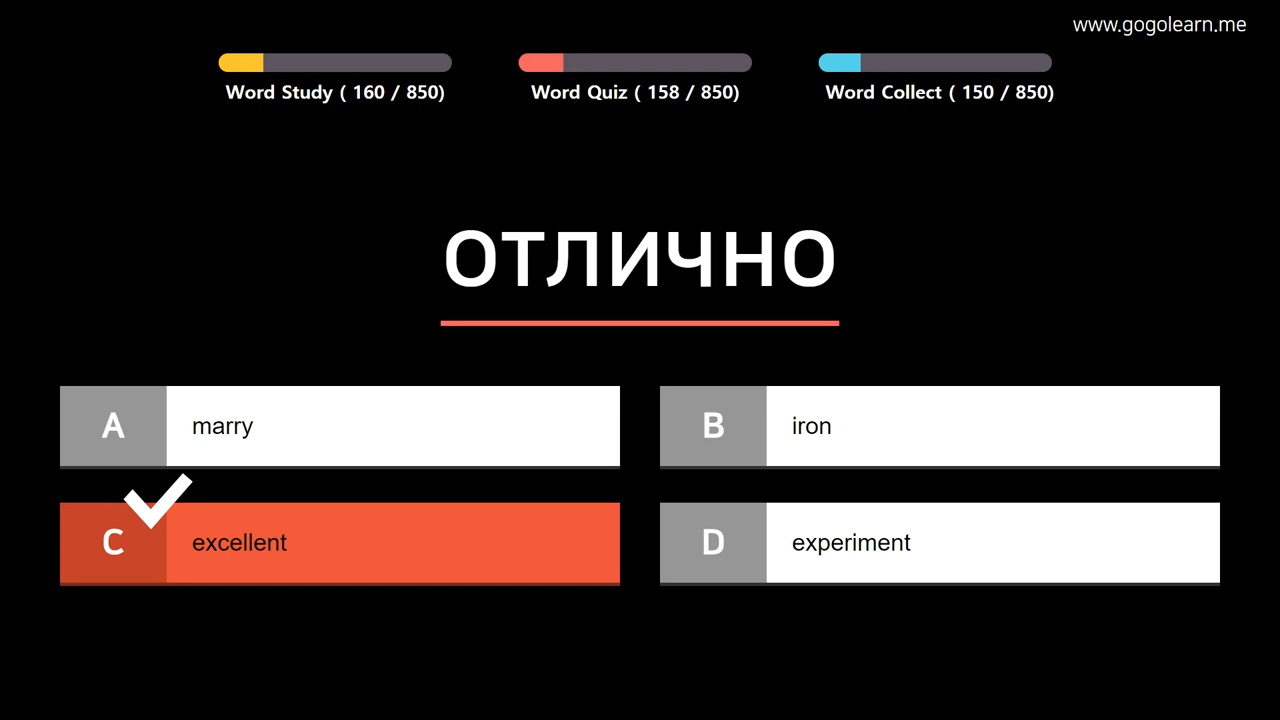 www.gogolearn.me
Word Study ( 160 / 850)
Word Quiz ( 158 / 850)
Word Collect ( 150 / 850)
ОТЛИЧНО
A marry
B iron
C excellent
D experiment